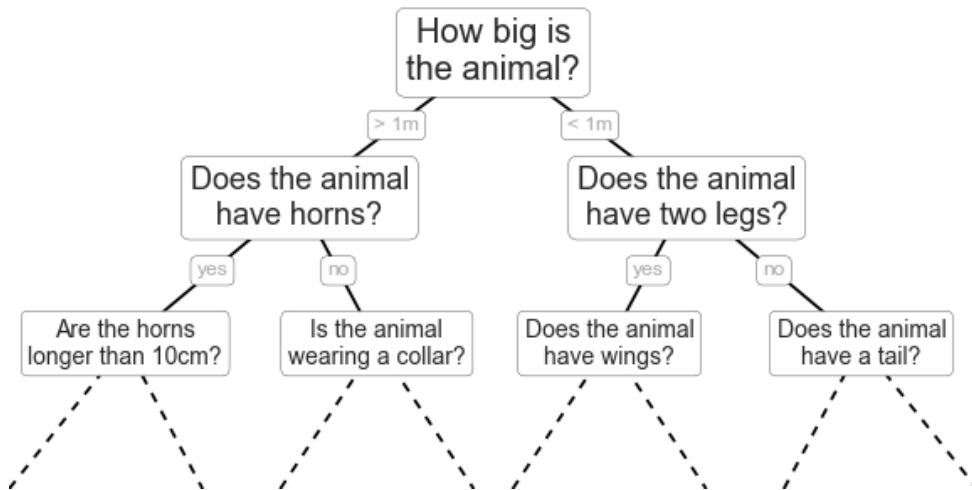 How big is
the animal?
> 1m
< 1m
Does the animal
have horns?
Does the animal
have two legs?
yes
no
yes
no
Are the horns
longer than 10cm?
Is the animal
wearing a collar?
Does the animal
have wings?
Does the animal
have a tail?